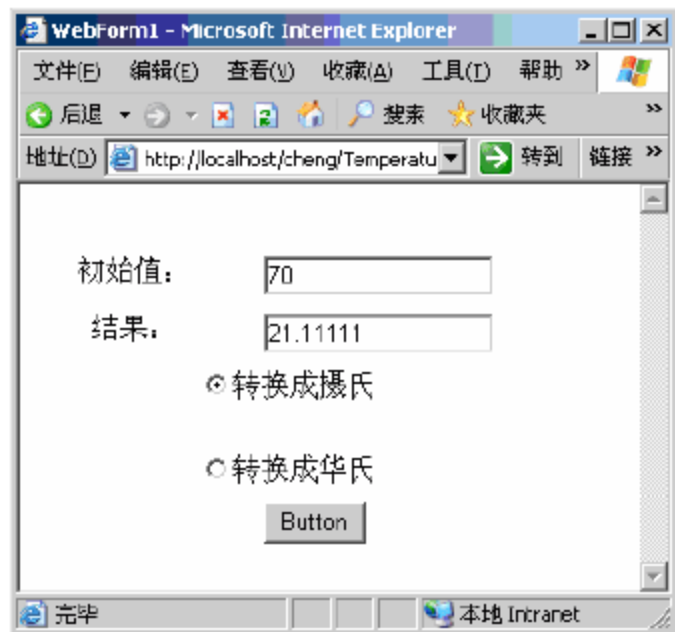 WebForm1 - Microsoft Internet Explorer
文件(F) 编辑(E) 查看(V) 收藏(A) 工具(T) 帮助 »
后退 搜索 收藏夹 »
地址(D) http://localhost/cheng/Temperatu 转到 链接 »
初始值： 70
结果： 21.11111
转换成摄氏
转换成华氏
Button
完毕 本地 Intranet